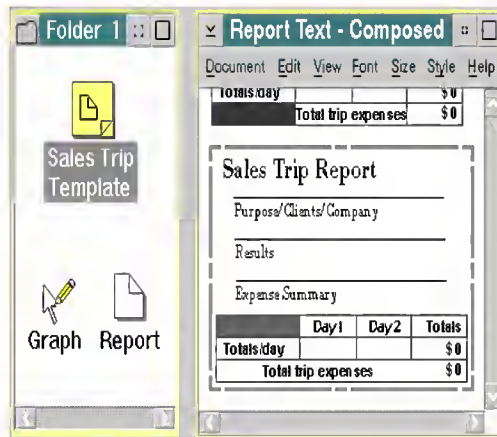 Folder 1
Sales Trip
Template
Graph Report
Report Text - Composed
Document Edit View Font Size Style Help
Totals/day $0
Total trip expenses $0
Sales Trip Report
Purpose/Clients/Company
Results
Expense Summary
Day1 Day2 Totals
Totals/day $0
Total trip expenses $0